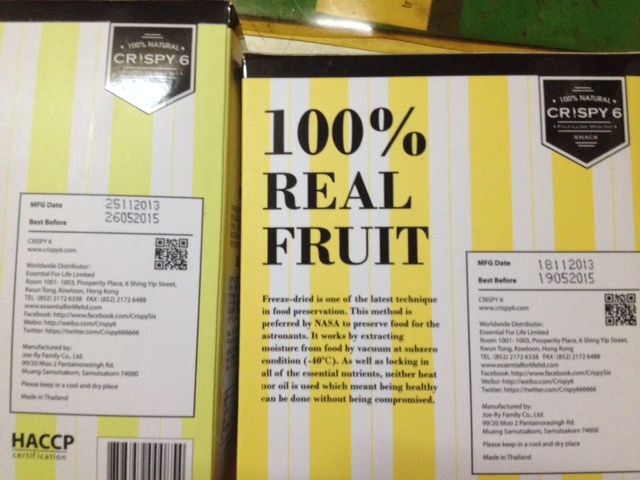 100% NATURAL
CRISPY 6
MFG Date 25112013
Best Before 26052015
CRISPY 6
www.crispy6.com
Worldwide Distributor:
Essential For Life Limited
Room 1001- 1003, Prosperity Place, 6 Shing Yip Street,
Kwun Tong, Kowloon, Hong Kong
TEL :(852) 2172 6338 FAX :(852) 2172 6488
www.essentialforlifeltd.com
Facebook: http://www.facebook.com/CrispySix
Weibo: http://weibo.com/Crispy6
Twitter: https://twitter.com/Crispy666666
Manufactured by:
Joe-Ry Family Co., Ltd.
99/20 Moo 2 Pantainorasingh Rd.
Muang Samutsakorn, Samutsakorn 74000
Please keep in a cool and dry place
Made in Thailand
HACCP
certification
100%
REAL
FRUIT
Freeze-dried is one of the latest technique
in food preservation. This method is
preferred by NASA to preserve food for the
astronauts. It works by extracting
moisture from food by vacuum at subzero
condition (-40°C). As well as locking in
all of the essential nutrients, neither heat
nor oil is used which meant being healthy
can be done without being compromised.
100% NATURAL
CRISPY 6
FULFILLING HEALTHY
SNACK
MFG Date 18112013
Best Before 19052015
CRISPY 6
www.crispy6.com
Worldwide Distributor:
Essential For Life Limited
Room 1001- 1003, Prosperity Place, 6 Shing Yip Street,
Kwun Tong, Kowloon, Hong Kong
TEL :(852) 2172 6338 FAX :(852) 2172 6488
www.essentialforlifeltd.com
Facebook: http://www.facebook.com/CrispySix
Weibo: http://weibo.com/Crispy6
Twitter: https://twitter.com/Crispy666666
Manufactured by:
Joe-Ry Family Co., Ltd.
99/20 Moo 2 Pantainorasingh Rd.
Muang Samutsakorn, Samutsakorn 74000
Please keep in a cool and dry place
Made in Thailand